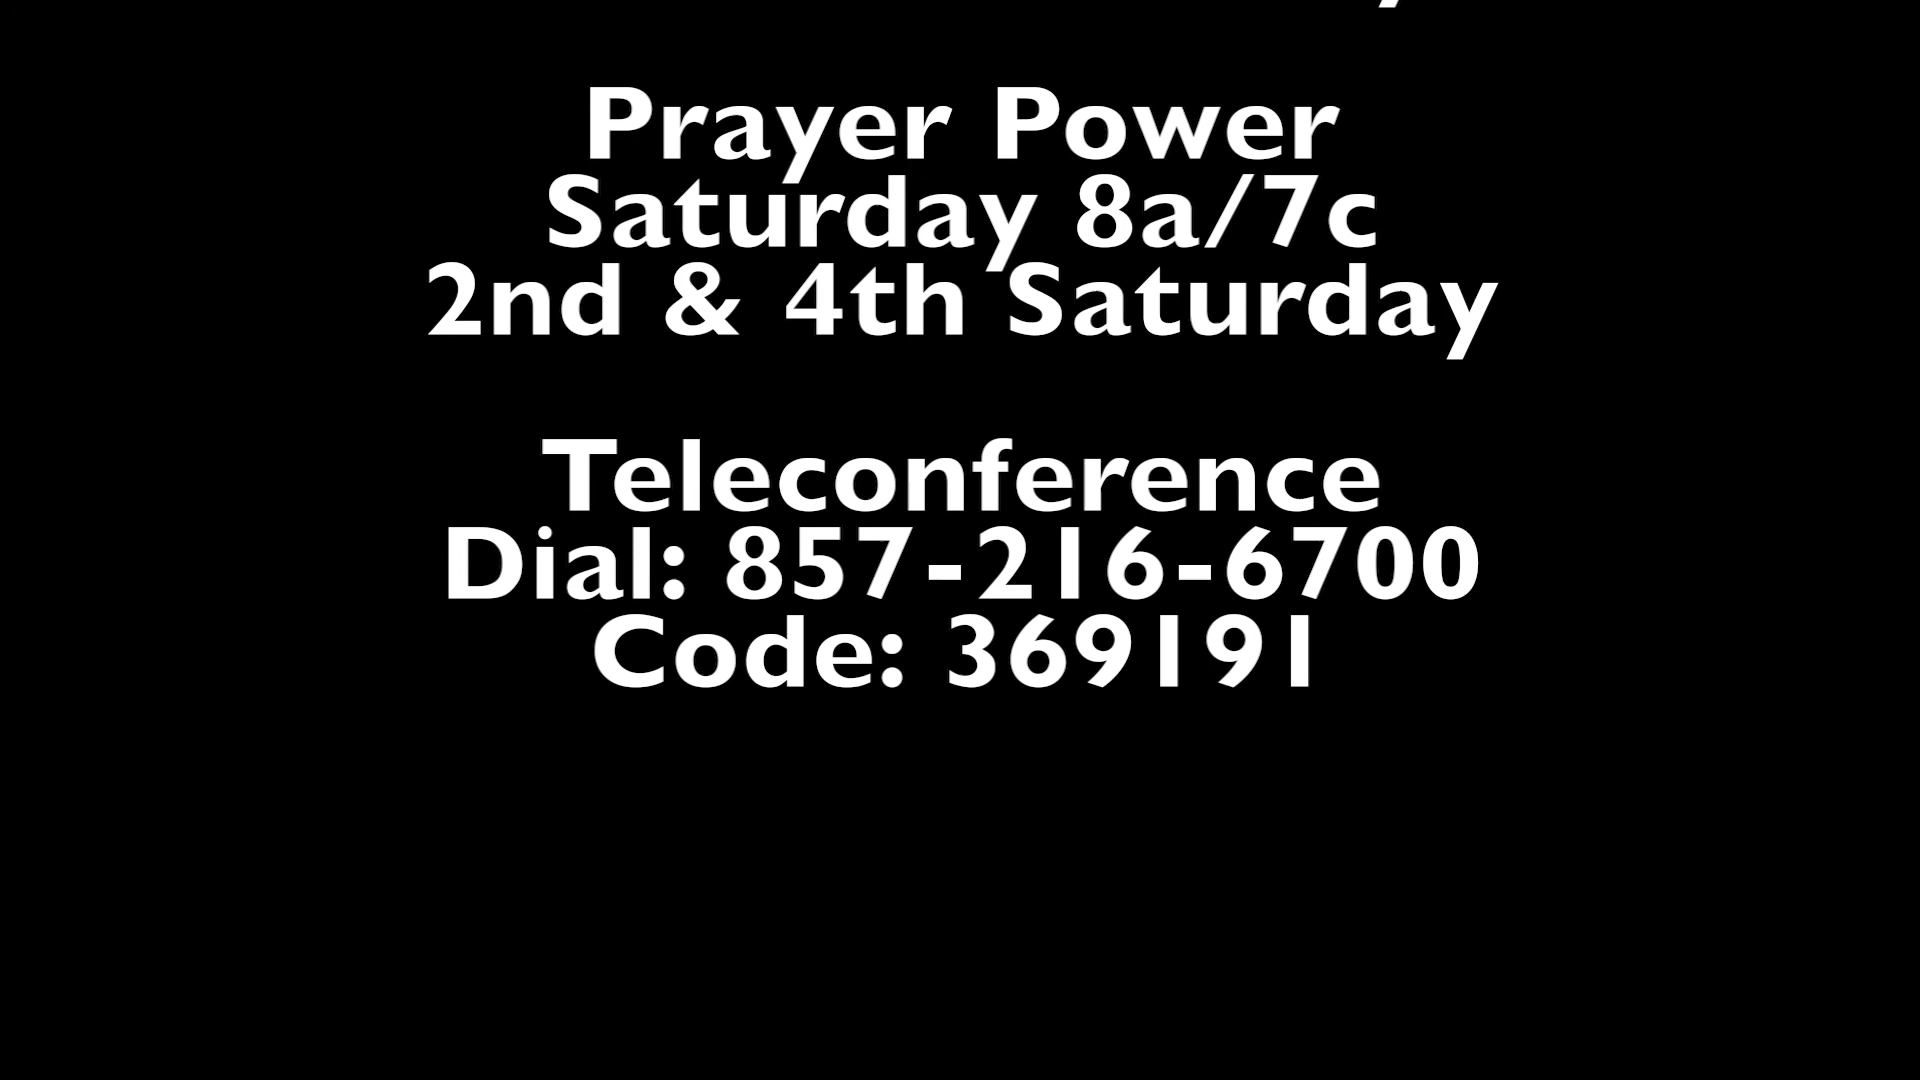 Prayer Power
Saturday 8a/7c
2nd & 4th Saturday
Teleconference
Dial: 857-216-6700
Code: 369191